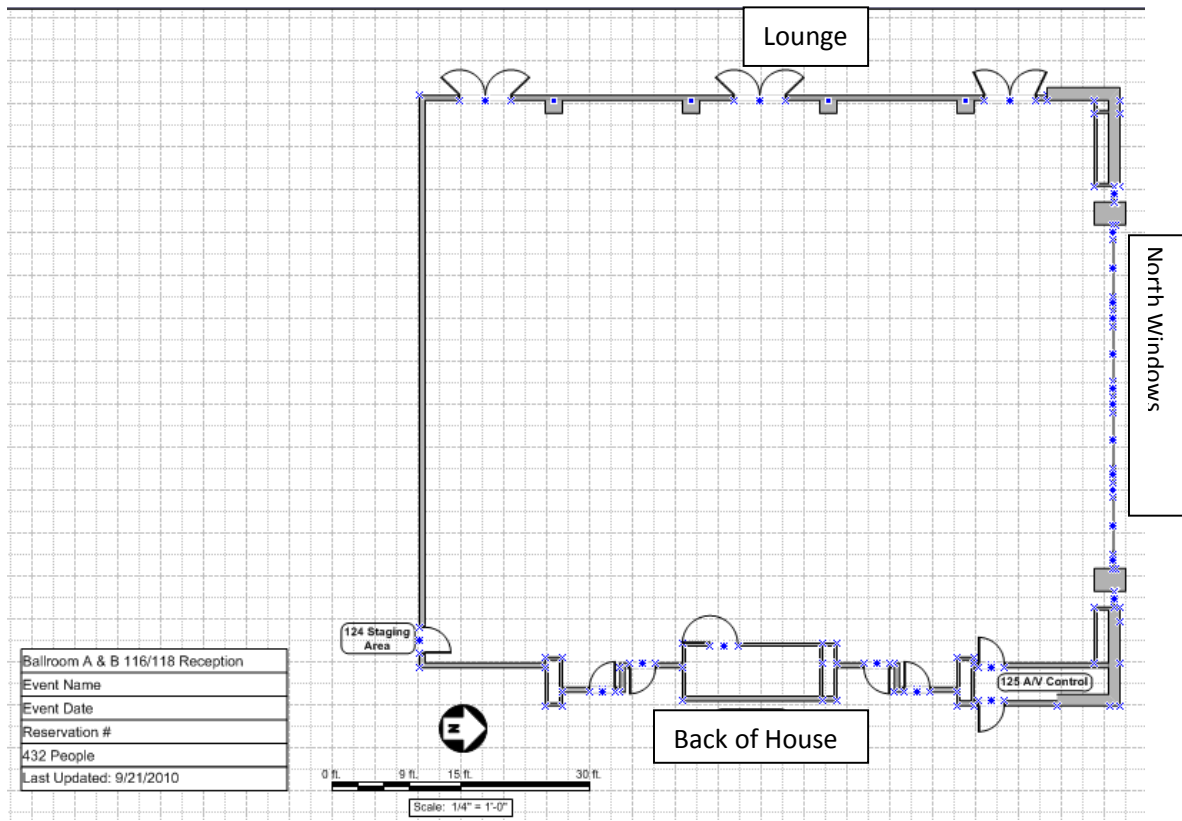 Lounge
North Windows
124 Staging
Area
125 A/V Control
Ballroom A & B 116/118 Reception
Event Name
Event Date
Reservation #
432 People
Last Updated: 9/21/2010
N
Back of House
0 ft.
9 ft.
15 ft.
30 ft.
Scale: 1/4" = 1'-0"